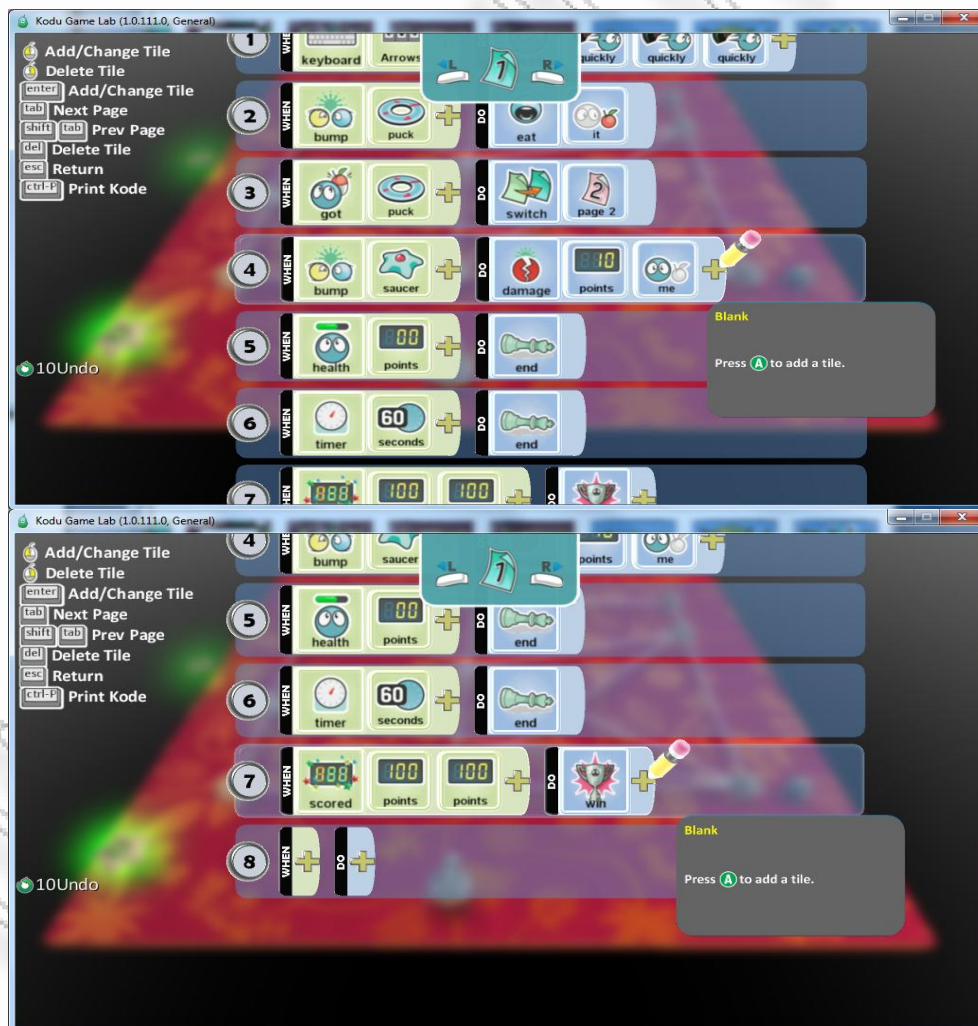 Kodu Game Lab (1.0.111.0, General)
Add/Change Tile
Delete Tile
enter Add/Change Tile
tab Next Page
shift tab Prev Page
del Delete Tile
esc Return
ctrl-P Print Kode
10Undo
L 1 R
1 WHEN keyboard Arrows quickly quickly quickly
2 WHEN bump puck DO eat it
3 WHEN got puck DO switch 2 page 2
4 WHEN bump saucer DO damage 10 points me
5 WHEN health 00 points DO end
6 WHEN timer 60 seconds DO end
7 WHEN 888 100 100 DO
Blank
Press A to add a tile.
Kodu Game Lab (1.0.111.0, General)
Add/Change Tile
Delete Tile
enter Add/Change Tile
tab Next Page
shift tab Prev Page
del Delete Tile
esc Return
ctrl-P Print Kode
10Undo
L 1 R
4 WHEN bump saucer points me
5 WHEN health 00 points DO end
6 WHEN timer 60 seconds DO end
7 WHEN 888 scored 100 points 100 points DO win
8 WHEN DO
Blank
Press A to add a tile.